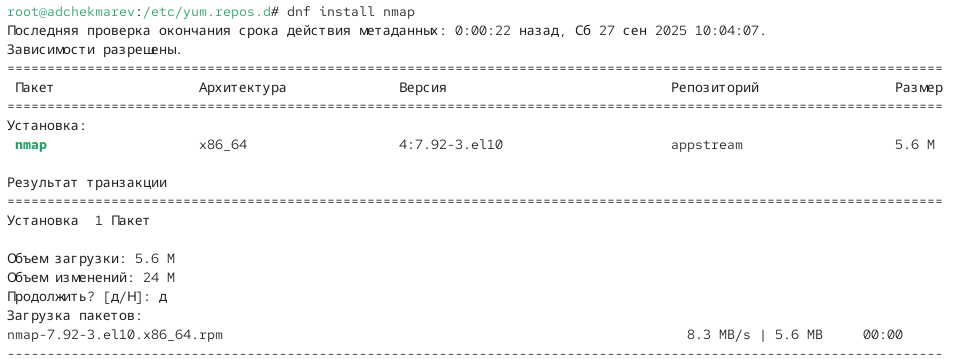 root@adchekmarev:/etc/yum.repos.d# dnf install nmap
Последняя проверка окончания срока действия метаданных: 0:00:22 назад, Сб 27 сен 2025 10:04:07.
Зависимости разрешены.
Пакет Архитектура Версия Репозиторий Размер
Установка:
nmap x86_64 4:7.92-3.el10 appstream 5.6 M
Результат транзакции
Установка 1 Пакет
Объем загрузки: 5.6 M
Объем изменений: 24 M
Продолжить? [д/Н]: д
Загрузка пакетов:
nmap-7.92-3.el10.x86_64.rpm 8.3 MB/s | 5.6 MB 00:00